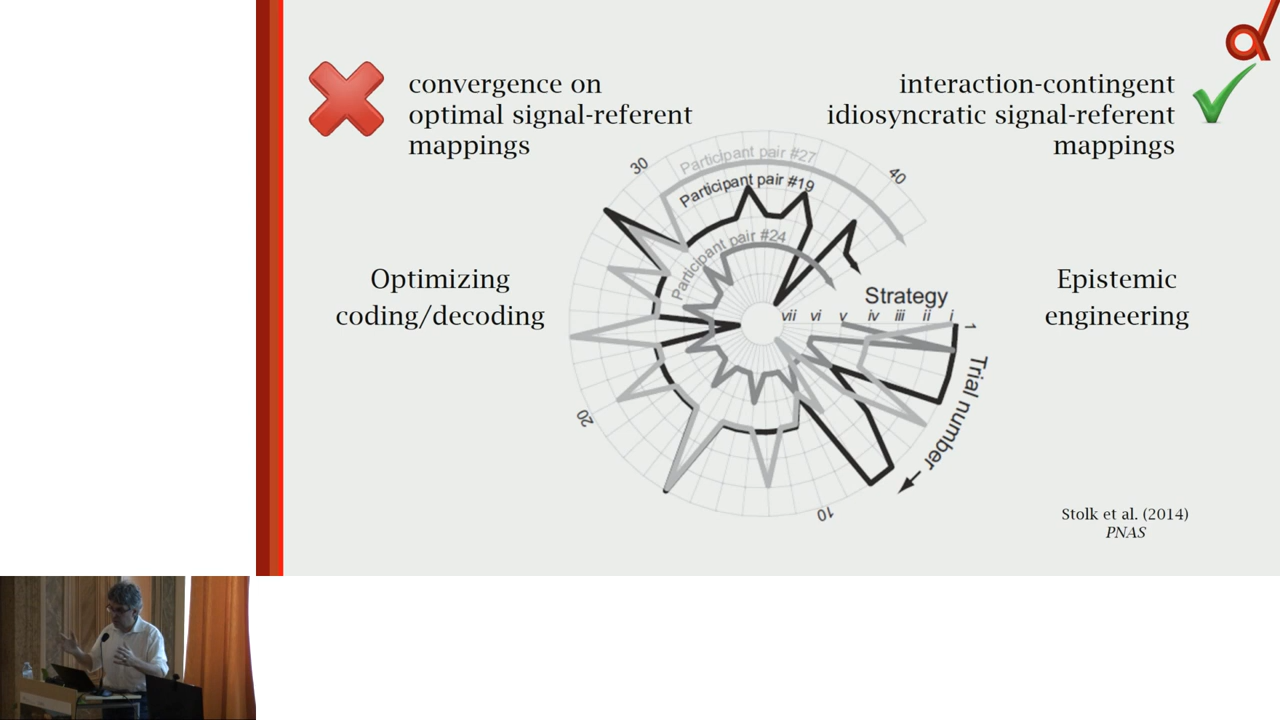 convergence on
optimal signal-referent
mappings
interaction-contingent
idiosyncratic signal-referent
mappings
Optimizing
coding/decoding
Epistemic
engineering
Participant pair #27
Participant pair #19
Participant pair #24
30
40
Strategy
vii vi v iv iii ii i
1
Trial number
20
10
Stolk et al. (2014)
PNAS